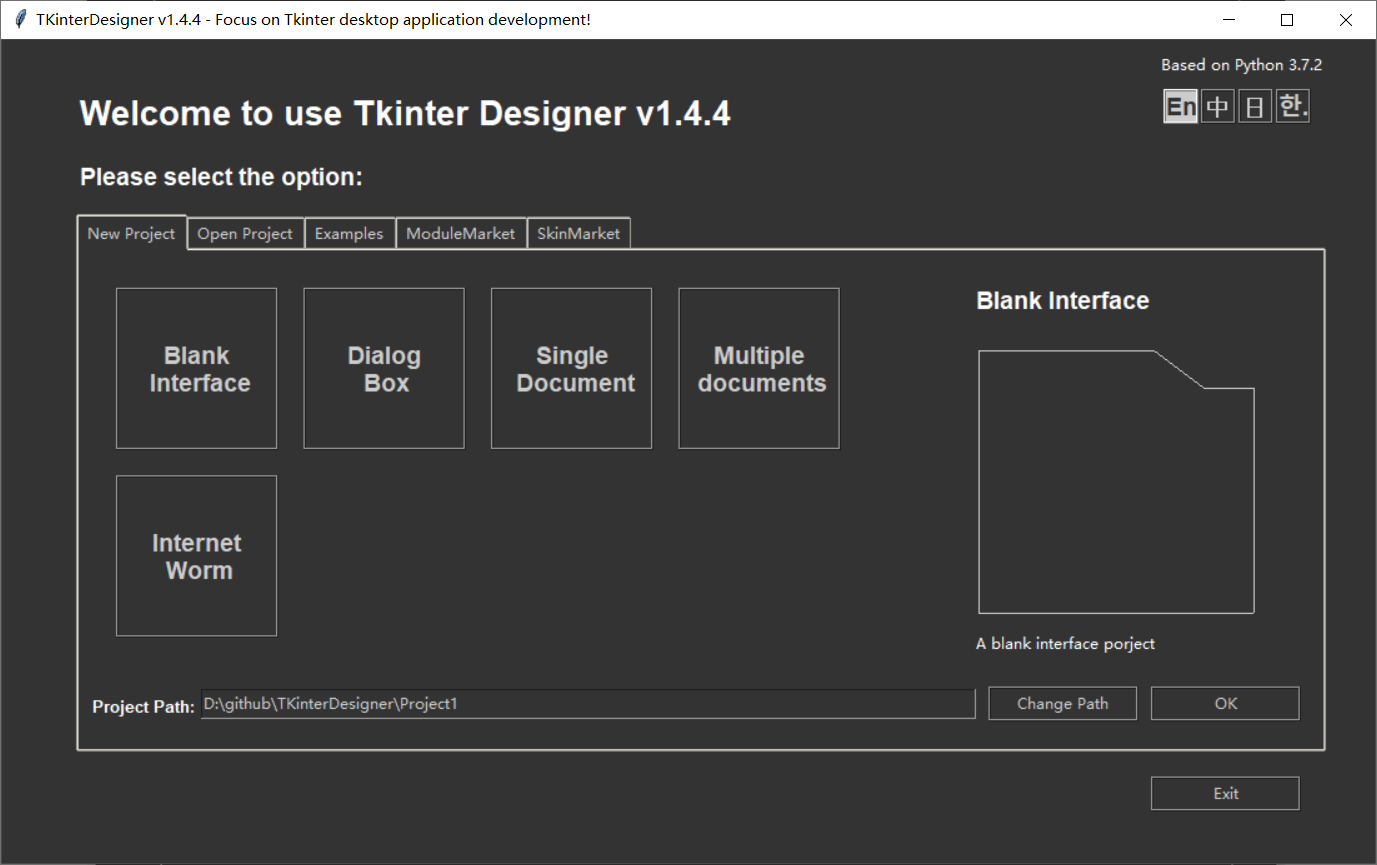 TKinterDesigner v1.4.4 - Focus on Tkinter desktop application development!
Based on Python 3.7.2
Welcome to use Tkinter Designer v1.4.4
En 中 日 한.
Please select the option:
New Project Open Project Examples ModuleMarket SkinMarket
Blank
Interface
Dialog
Box
Single
Document
Multiple
documents
Blank Interface
Internet
Worm
A blank interface porject
Project Path: D:\github\TKinterDesigner\Project1 Change Path OK
Exit